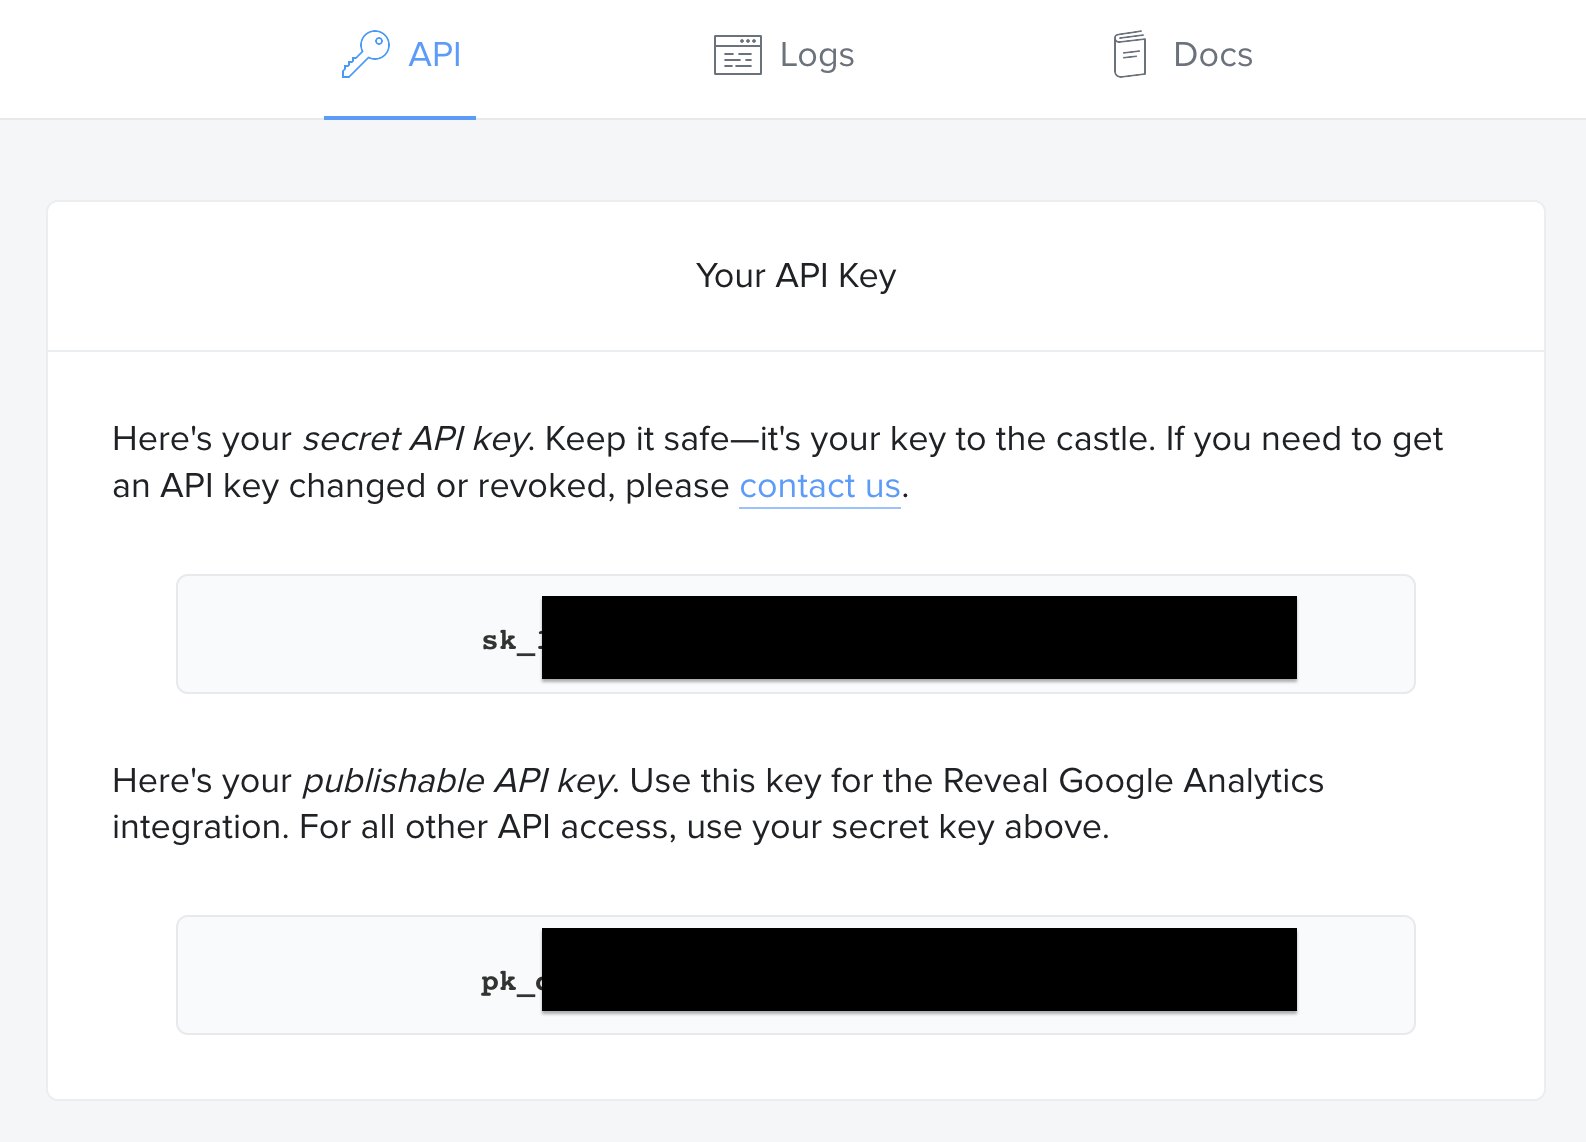 API
Logs
Docs
Your API Key
Here's your secret API key. Keep it safe—it's your key to the castle. If you need to get
an API key changed or revoked, please contact us.
sk_
Here's your publishable API key. Use this key for the Reveal Google Analytics
integration. For all other API access, use your secret key above.
pk_